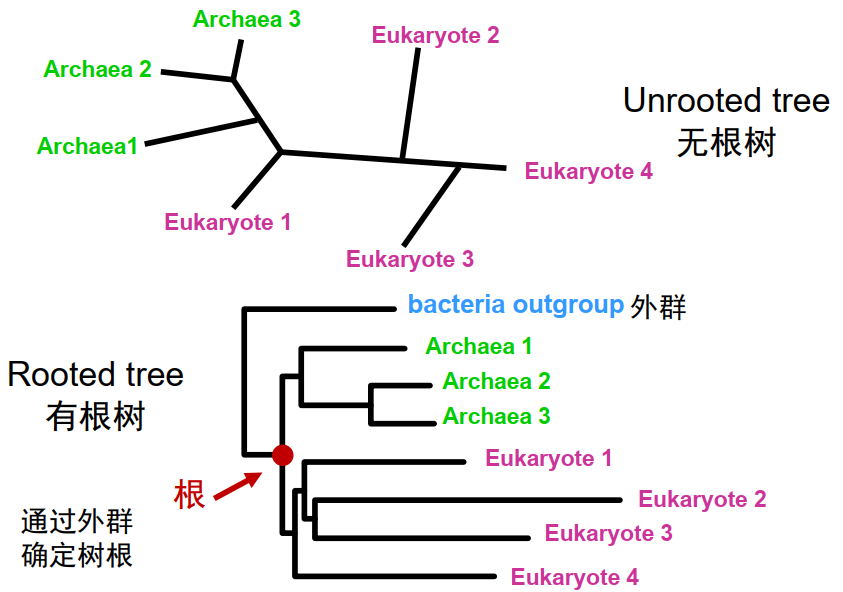 Archaea 3
Eukaryote 2
Archaea 2
Unrooted tree
无根树
Archaea1
Eukaryote 4
Eukaryote 1
Eukaryote 3
bacteria outgroup 外群
Archaea 1
Rooted tree
有根树
Archaea 2
Archaea 3
Eukaryote 1
根
Eukaryote 2
通过外群
确定树根
Eukaryote 3
Eukaryote 4